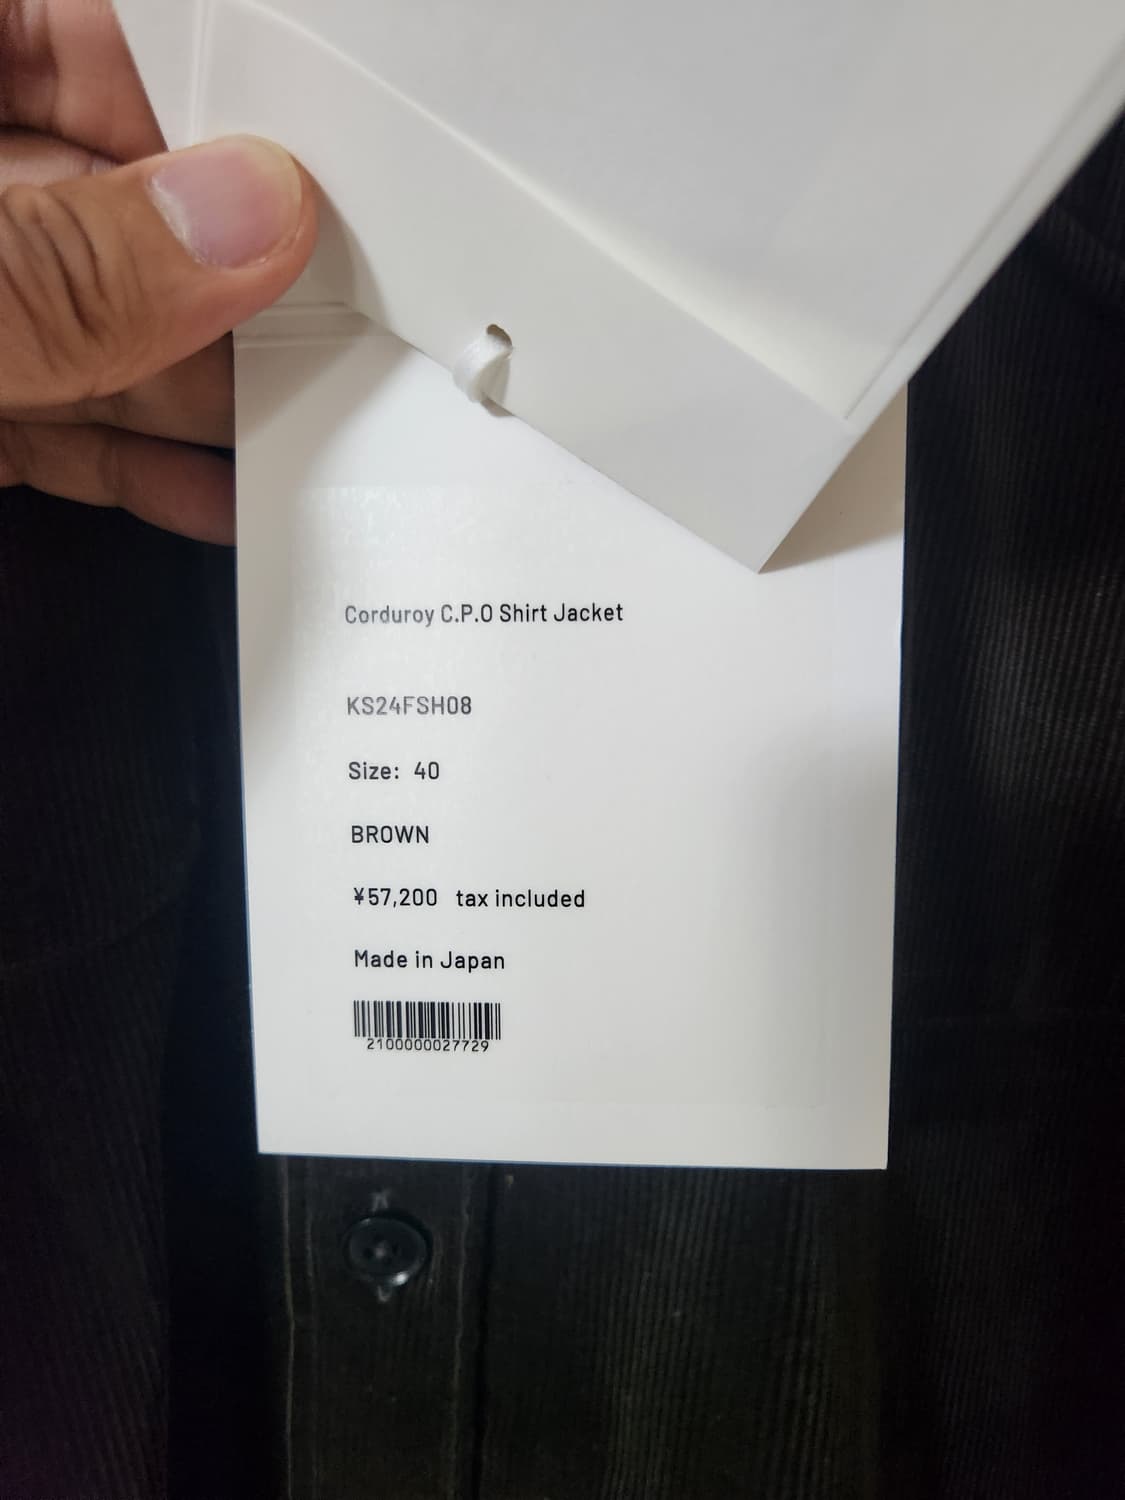 Corduroy C.P.O Shirt Jacket
KS24FSH08
Size: 40
BROWN
¥57,200 tax included
Made in Japan
2100000027729